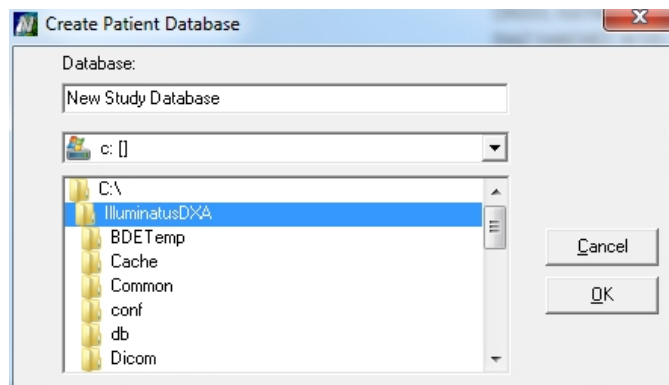 Create Patient Database
Database:
New Study Database
c: []
C:\
IlluminatusDXA
BDETemp
Cache
Common
conf
db
Dicom
Cancel
OK